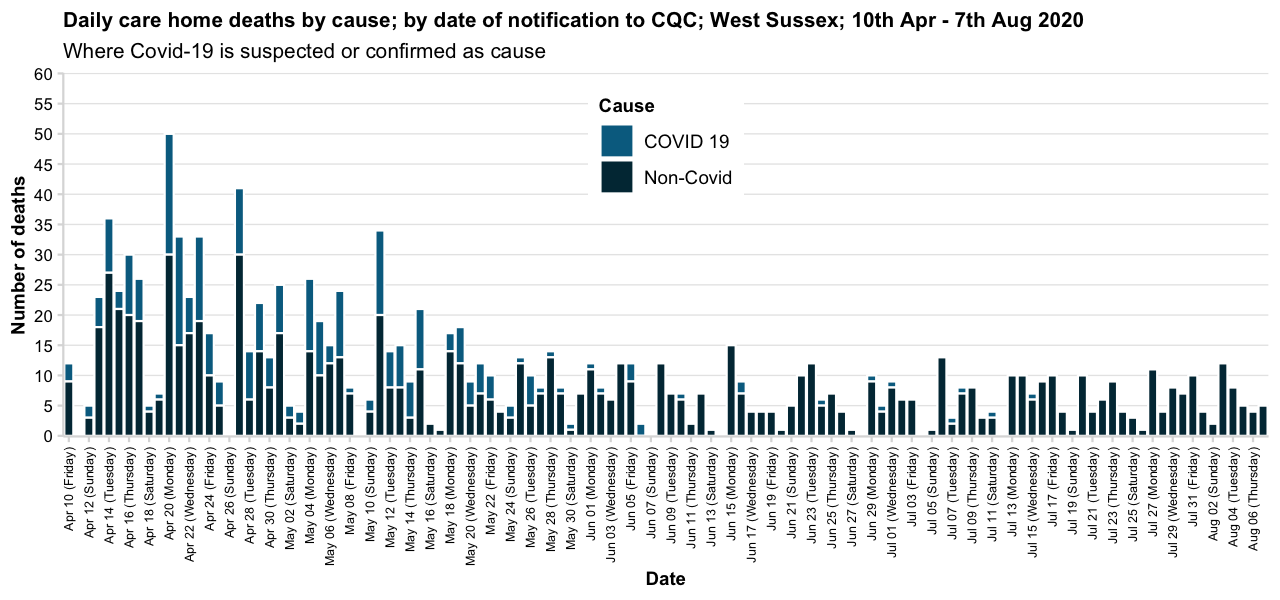 Daily care home deaths by cause; by date of notification to CQC; West Sussex; 10th Apr - 7th Aug 2020
Where Covid-19 is suspected or confirmed as cause
60
55
50
45
40
35
30
25
20
15
10
5
0
Number of deaths
Cause
COVID 19
Non-Covid
Apr 10 (Friday)
Apr 12 (Sunday)
Apr 14 (Tuesday)
Apr 16 (Thursday)
Apr 18 (Saturday)
Apr 20 (Monday)
Apr 22 (Wednesday)
Apr 24 (Friday)
Apr 26 (Sunday)
Apr 28 (Tuesday)
Apr 30 (Thursday)
May 02 (Saturday)
May 04 (Monday)
May 06 (Wednesday)
May 08 (Friday)
May 10 (Sunday)
May 12 (Tuesday)
May 14 (Thursday)
May 16 (Saturday)
May 18 (Monday)
May 20 (Wednesday)
May 22 (Friday)
May 24 (Sunday)
May 26 (Tuesday)
May 28 (Thursday)
May 30 (Saturday)
Jun 01 (Monday)
Jun 03 (Wednesday)
Jun 05 (Friday)
Jun 07 (Sunday)
Jun 09 (Tuesday)
Jun 11 (Thursday)
Jun 13 (Saturday)
Jun 15 (Monday)
Jun 17 (Wednesday)
Jun 19 (Friday)
Jun 21 (Sunday)
Jun 23 (Tuesday)
Jun 25 (Thursday)
Jun 27 (Saturday)
Jun 29 (Monday)
Jul 01 (Wednesday)
Jul 03 (Friday)
Jul 05 (Sunday)
Jul 07 (Tuesday)
Jul 09 (Thursday)
Jul 11 (Saturday)
Jul 13 (Monday)
Jul 15 (Wednesday)
Jul 17 (Friday)
Jul 19 (Sunday)
Jul 21 (Tuesday)
Jul 23 (Thursday)
Jul 25 (Saturday)
Jul 27 (Monday)
Jul 29 (Wednesday)
Jul 31 (Friday)
Aug 02 (Sunday)
Aug 04 (Tuesday)
Aug 06 (Thursday)
Date